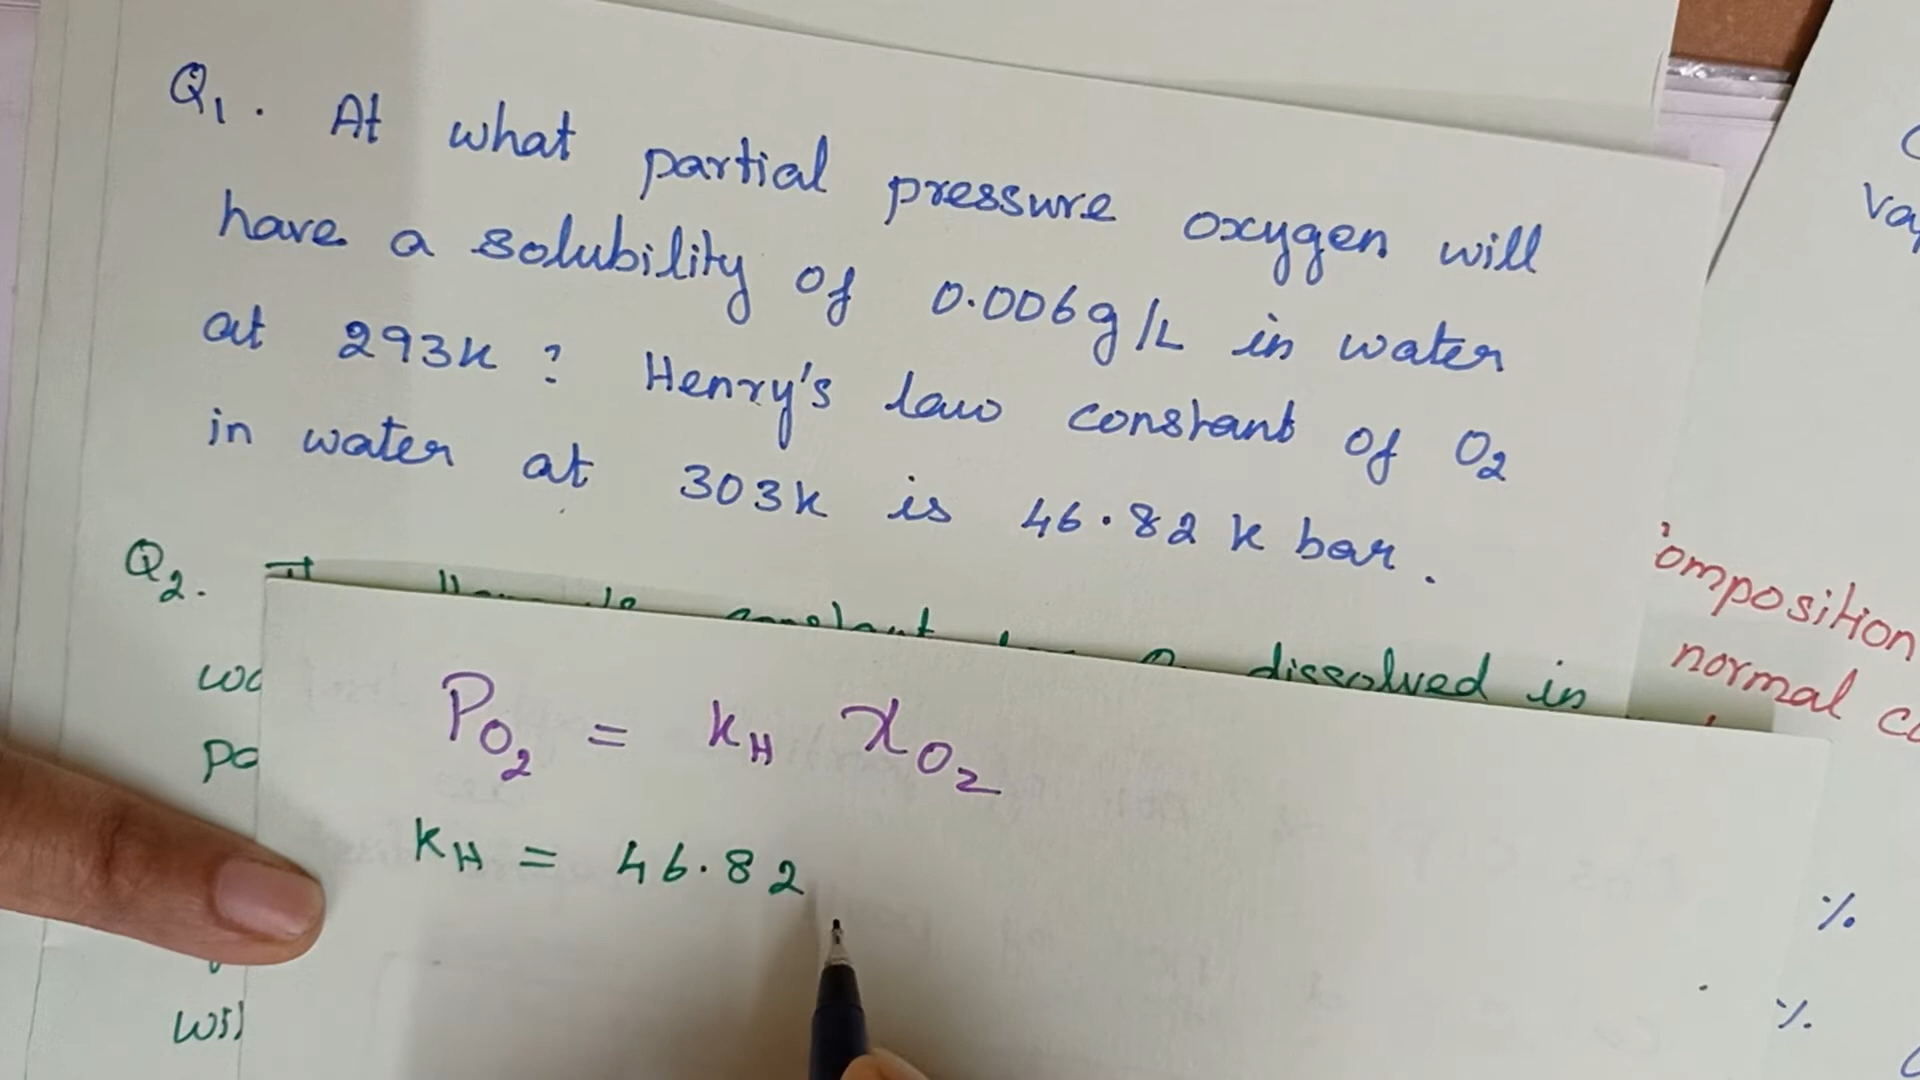 Q1. At what partial pressure oxygen will
have a solubility of 0.006g/L in water
at 293K ? Henry's law constant of O2
in water at 303K is 46.82 k bar.
Q2. constant dissolved in
PO2 = KH xO2
KH = 46.82
omposition
normal
%
%